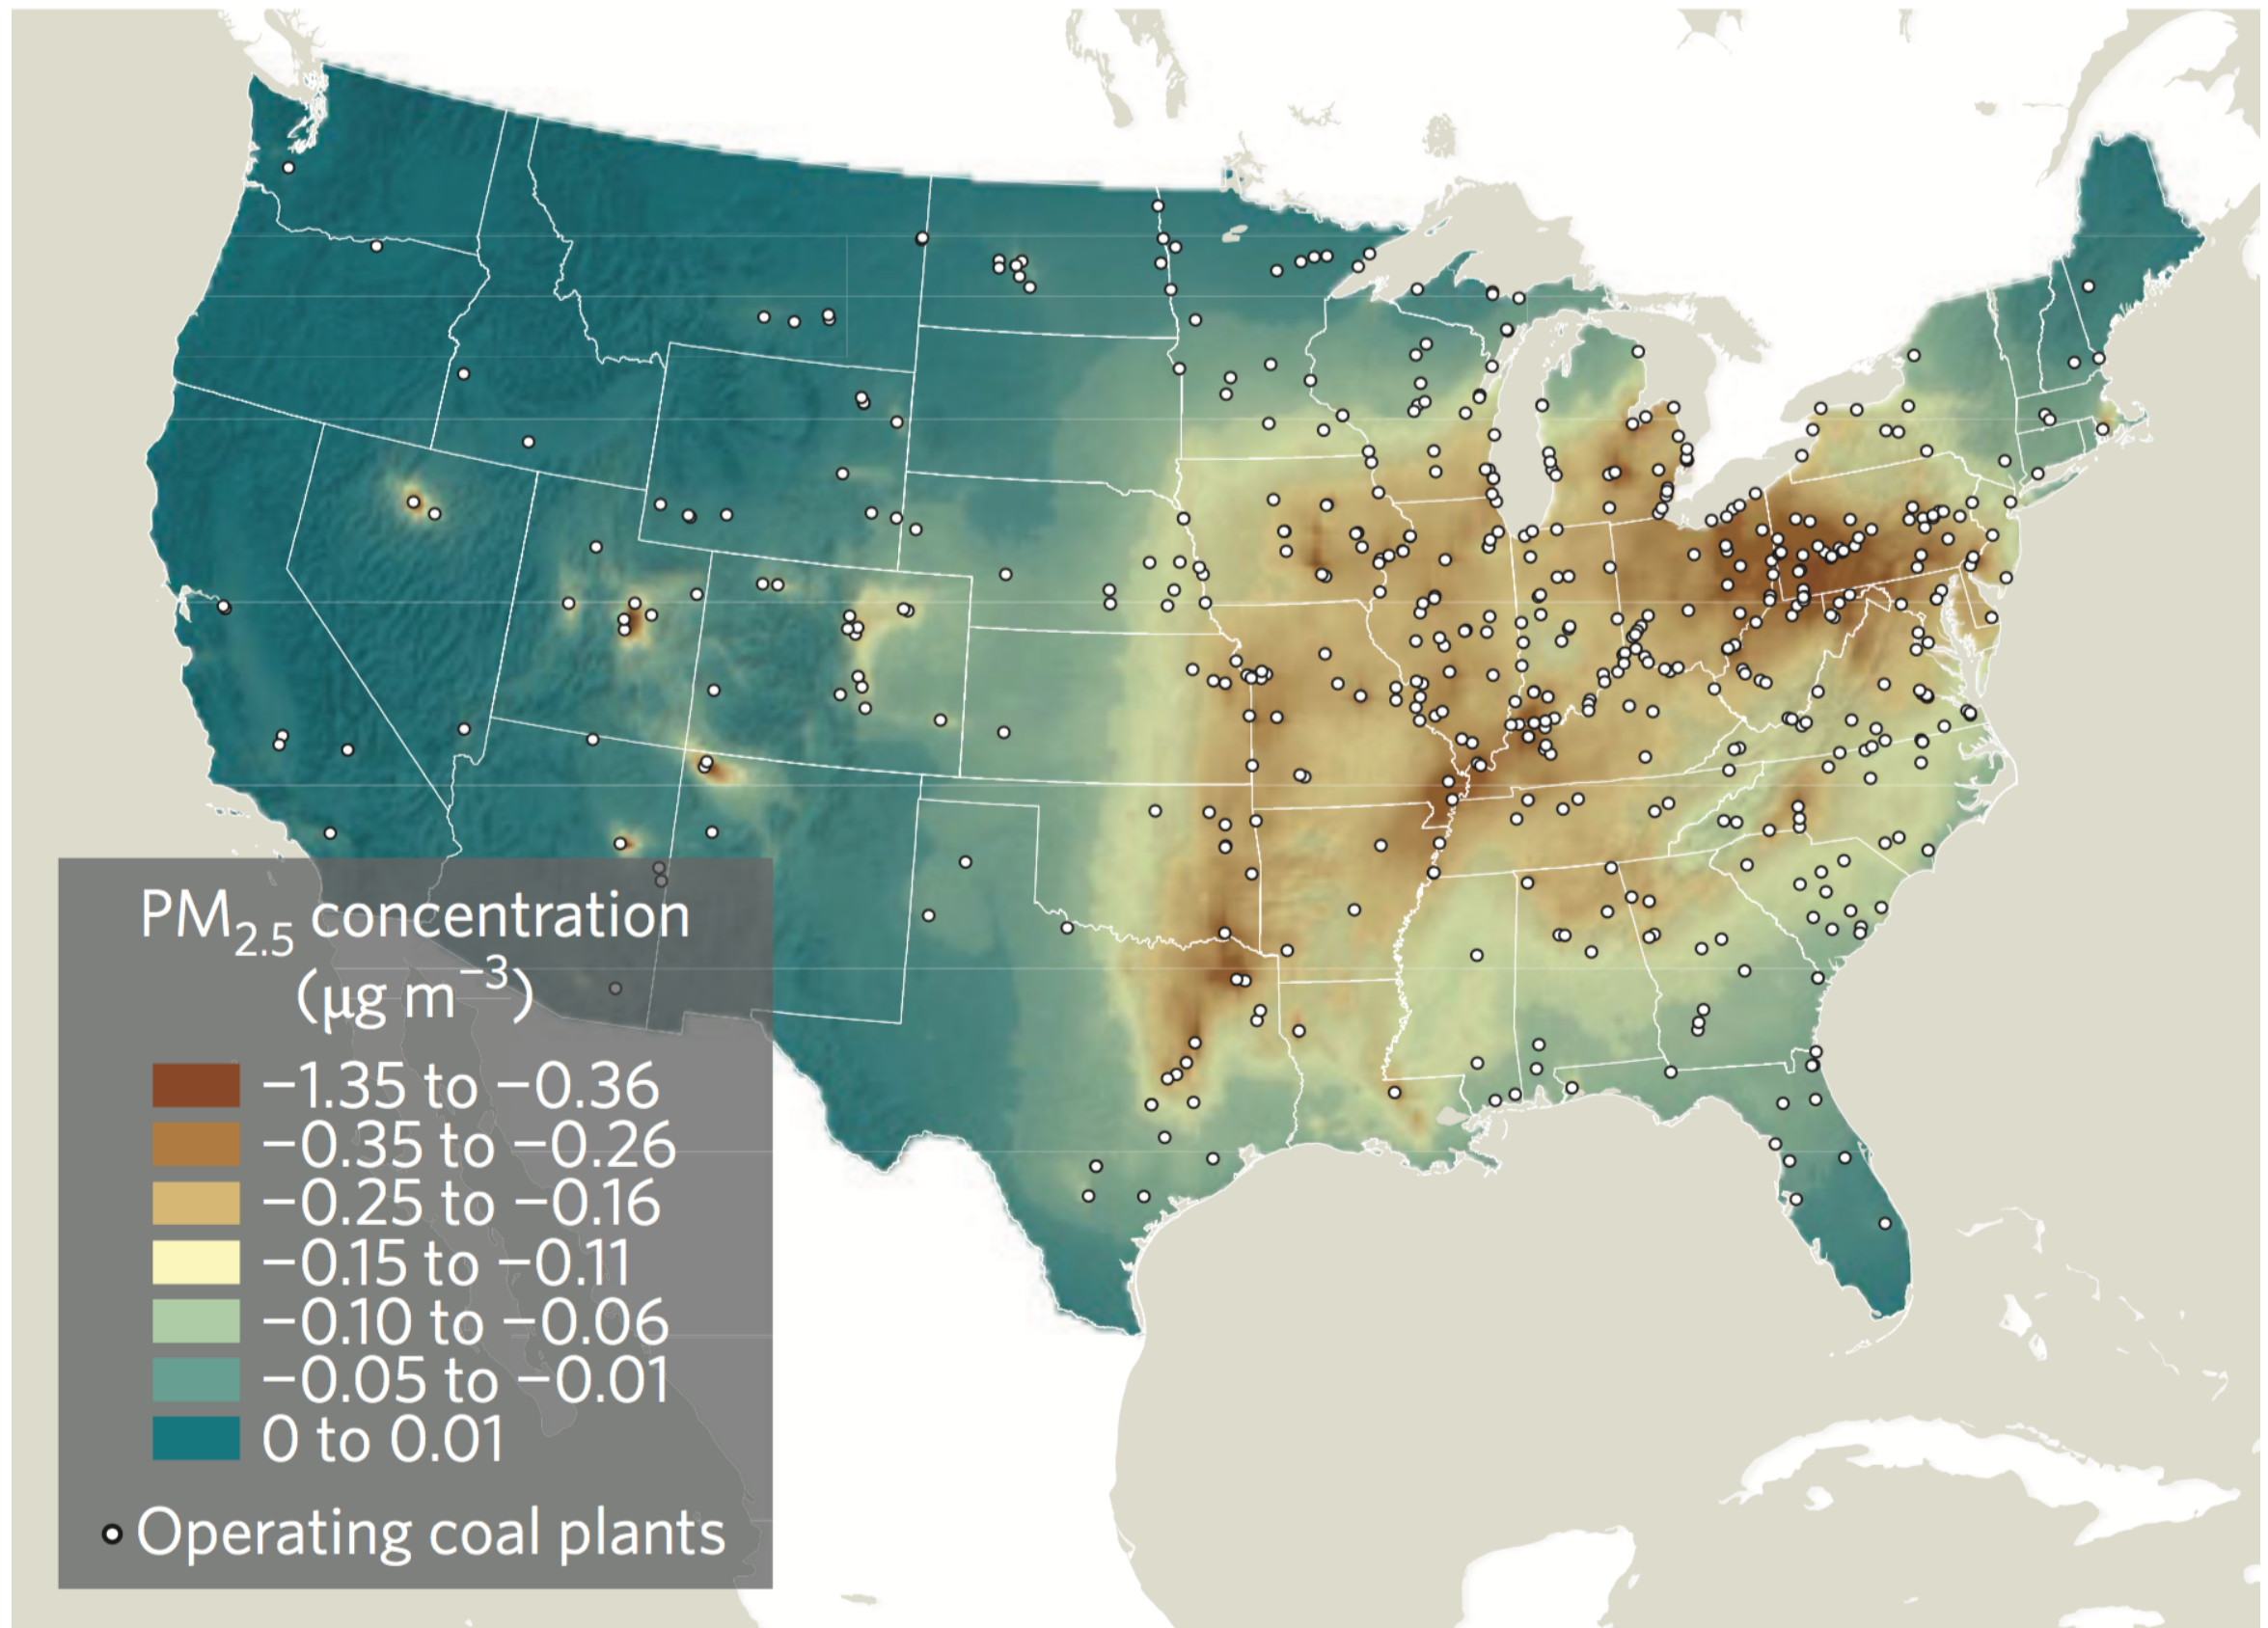 PM2.5 concentration
(μg m−3)
−1.35 to −0.36
−0.35 to −0.26
−0.25 to −0.16
−0.15 to −0.11
−0.10 to −0.06
−0.05 to −0.01
0 to 0.01
Operating coal plants